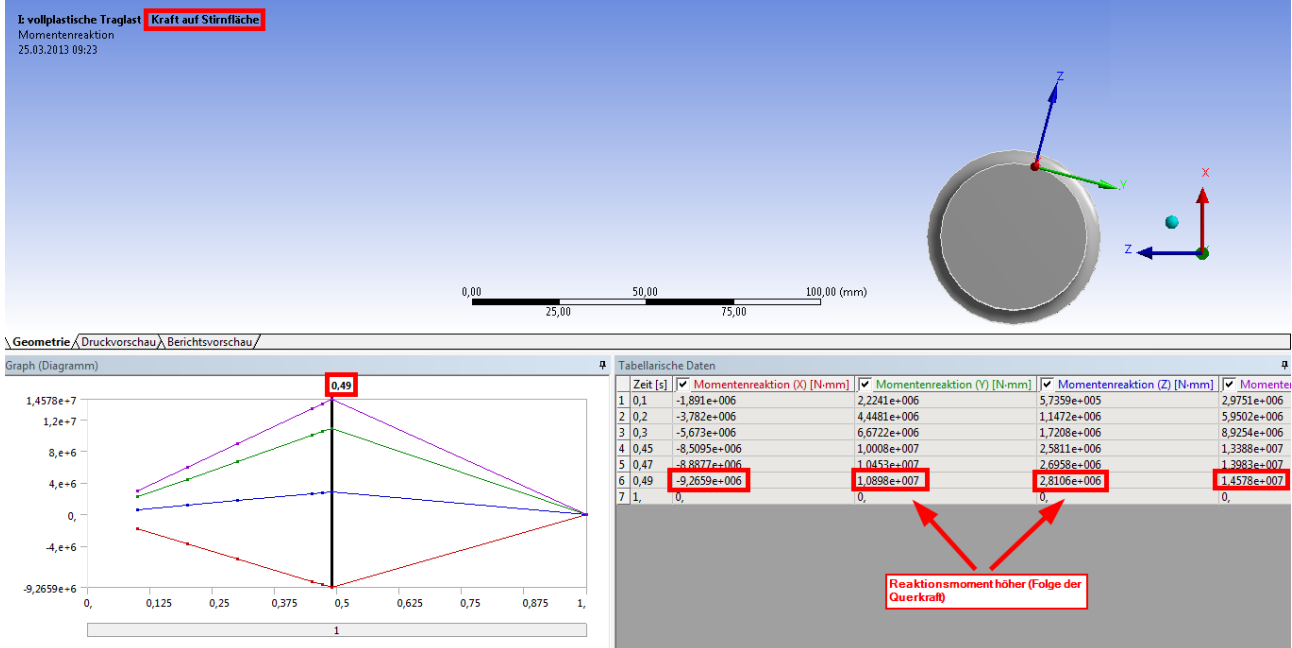 I: vollplastische Traglast Kraft auf Stirnfläche
Momentenreaktion
25.03.2013 09:23
Z
Y
X
Z
Y
0,00 50,00 100,00 (mm)
25,00 75,00
Geometrie Druckvorschau Berichtsvorschau
Graph (Diagramm)
0,49
1,4578e+7
1,2e+7
8,e+6
4,e+6
0,
-4,e+6
-9,2659e+6
0, 0,125 0,25 0,375 0,5 0,625 0,75 0,875 1,
1
Tabellarische Daten
Zeit [s] Momentenreaktion (X) [N·mm] Momentenreaktion (Y) [N·mm] Momentenreaktion (Z) [N·mm] Momenten
1 0,1 -1,891e+006 2,2241e+006 5,7359e+005 2,9751e+006
2 0,2 -3,782e+006 4,4481e+006 1,1472e+006 5,9502e+006
3 0,3 -5,673e+006 6,6722e+006 1,7208e+006 8,9254e+006
4 0,45 -8,5095e+006 1,0008e+007 2,5811e+006 1,3388e+007
5 0,47 -8,8877e+006 1,0453e+007 2,6958e+006 1,3983e+007
6 0,49 -9,2659e+006 1,0898e+007 2,8106e+006 1,4578e+007
7 1, 0, 0, 0, 0,
Reaktionsmoment höher (Folge der
Querkraft)